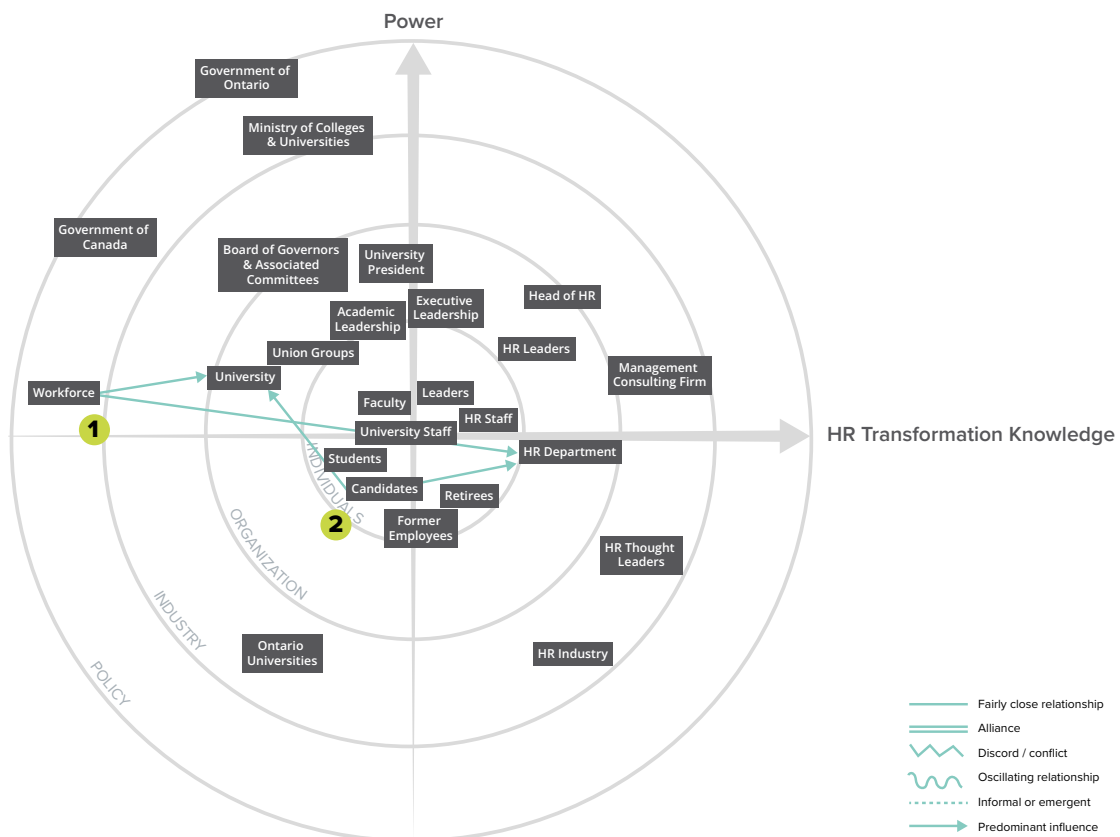 Power
Government of
Ontario
Ministry of Colleges
& Universities
Government of
Canada
Board of Governors
& Associated
Committees
University
President
Head of HR
Executive
Leadership
Academic
Leadership
Union Groups
HR Leaders
Management
Consulting Firm
University
Workforce
Leaders
Faculty
HR Staff
1
University Staff
HR Transformation Knowledge
HR Department
Students
Candidates
Retirees
INDIVIDUALS
2
Former
Employees
ORGANIZATION
HR Thought
Leaders
INDUSTRY
Ontario
Universities
HR Industry
POLICY
Fairly close relationship
Alliance
Discord / conflict
Oscillating relationship
Informal or emergent
Predominant influence